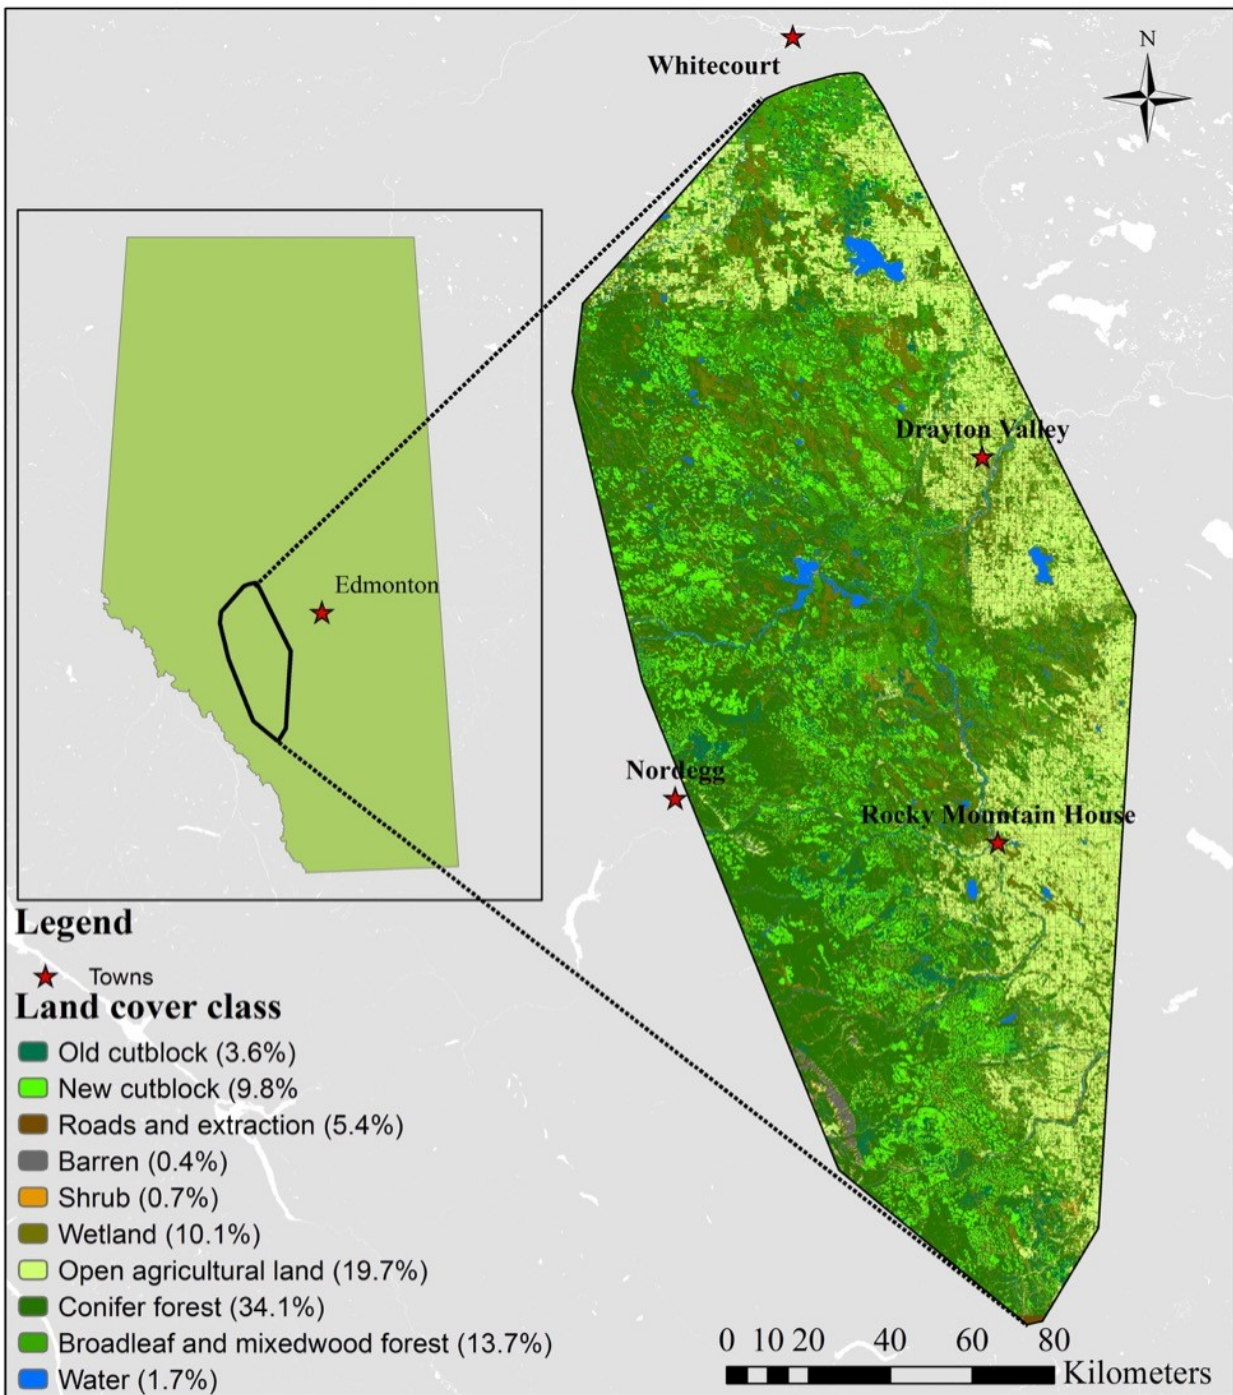 Whitecourt
N
Edmonton
Drayton Valley
Nordegg
Rocky Mountain House
Legend
Towns
Land cover class
Old cutblock (3.6%)
New cutblock (9.8%
Roads and extraction (5.4%)
Barren (0.4%)
Shrub (0.7%)
Wetland (10.1%)
Open agricultural land (19.7%)
Conifer forest (34.1%)
Broadleaf and mixedwood forest (13.7%)
Water (1.7%)
0 10 20 40 60 80
Kilometers